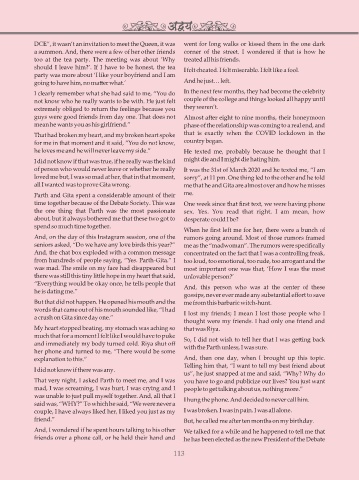 अद्वय
DCE", it wasn't an invitation to meet the Queen, it was
a summon. And, there were a few of her other friends
too at the tea party. The meeting was about 'Why
should I leave him?'. If I have to be honest, the tea
party was more about 'I like your boyfriend and I am
going to have him, no matter what.'
I clearly remember what she had said to me, "You do
not know who he really wants to be with. He just felt
extremely obliged to return the feelings because you
guys were good friends from day one. That does not
mean he wants you as his girlfriend."
That had broken my heart, and my broken heart spoke
for me in that moment and it said, "You do not know,
he loves me and he will never leave my side."
I did not know if that was true, if he really was the kind
of person who would never leave or whether he really
loved me but, I was so mad at her, that in that moment,
all I wanted was to prove Gita wrong.
Parth and Gita spent a considerable amount of their
time together because of the Debate Society. This was
the one thing that Parth was the most passionate
about, but it always bothered me that these two got to
spend so much time together.
And, on the day of this Instagram session, one of the
seniors asked, "Do we have any love birds this year?"
And, the chat box exploded with a common message
from hundreds of people saying, "Yes Parth-Gita." I
was mad. The smile on my face had disappeared but
there was still this tiny little hope in my heart that said,
"Everything would be okay once, he tells people that
he is dating me."
But that did not happen. He opened his mouth and the
words that came out of his mouth sounded like, "I had
a crush on Gita since day one."
My heart stopped beating, my stomach was aching so
much that for a moment I felt like I would have to puke
and immediately my body turned cold. Riya shut off
her phone and turned to me, "There would be some
explanation to this."
I did not know if there was any.
That very night, I asked Parth to meet me, and I was
mad, I was screaming, I was hurt, I was crying and I
was unable to just pull myself together. And, all that I
said was. "WHY?" To which he said, "We were never a
couple, I have always liked her, I liked you just as my
friend."
And, I wondered if he spent hours talking to his other
friends over a phone call, or he held their hand and
went for long walks or kissed them in the one dark
corner of the street. I wondered if that is how he
treated all his friends.
I felt cheated. I felt miserable. I felt like a fool.
And he just… left.
In the next few months, they had become the celebrity
couple of the college and things looked all happy until
they weren't.
Almost after eight to nine months, their honeymoon
phase of the relationship was coming to a real end, and
that is exactly when the COVID lockdown in the
country began.
He texted me, probably because he thought that I
might die and I might die hating him.
It was the 31st of March 2020 and he texted me, "I am
sorry", at 11 pm. One thing led to the other and he told
me that he and Gita are almost over and how he misses
me.
One week since that first text, we were having phone
sex. Yes. You read that right. I am mean, how
desperate could I be?
When he first left me for her, there were a bunch of
rumors going around. Most of those rumors framed
me as the "madwoman". The rumors were specifically
concentrated on the fact that I was a controlling freak,
too loud, too emotional, too rude, too arrogant and the
most important one was that, "How I was the most
unlovable person?"
And, this person who was at the center of these
gossips, never ever made any substantial effort to save
me from this barbaric witch-hunt.
I lost my friends; I mean I lost those people who I
thought were my friends. I had only one friend and
that was Riya.
So, I did not wish to tell her that I was getting back
with the Parth unless, I was sure.
And, then one day, when I brought up this topic.
Telling him that, "I want to tell my best friend about
us", he just snapped at me and said, "Why? Why do
you have to go and publicize our lives? You just want
people to get talking about us, nothing more."
I hung the phone. And decided to never call him.
I was broken. I was in pain. I was all alone.
But, he called me after ten months on my birthday.
We talked for a while and he happened to tell me that
he has been elected as the new President of the Debate
113